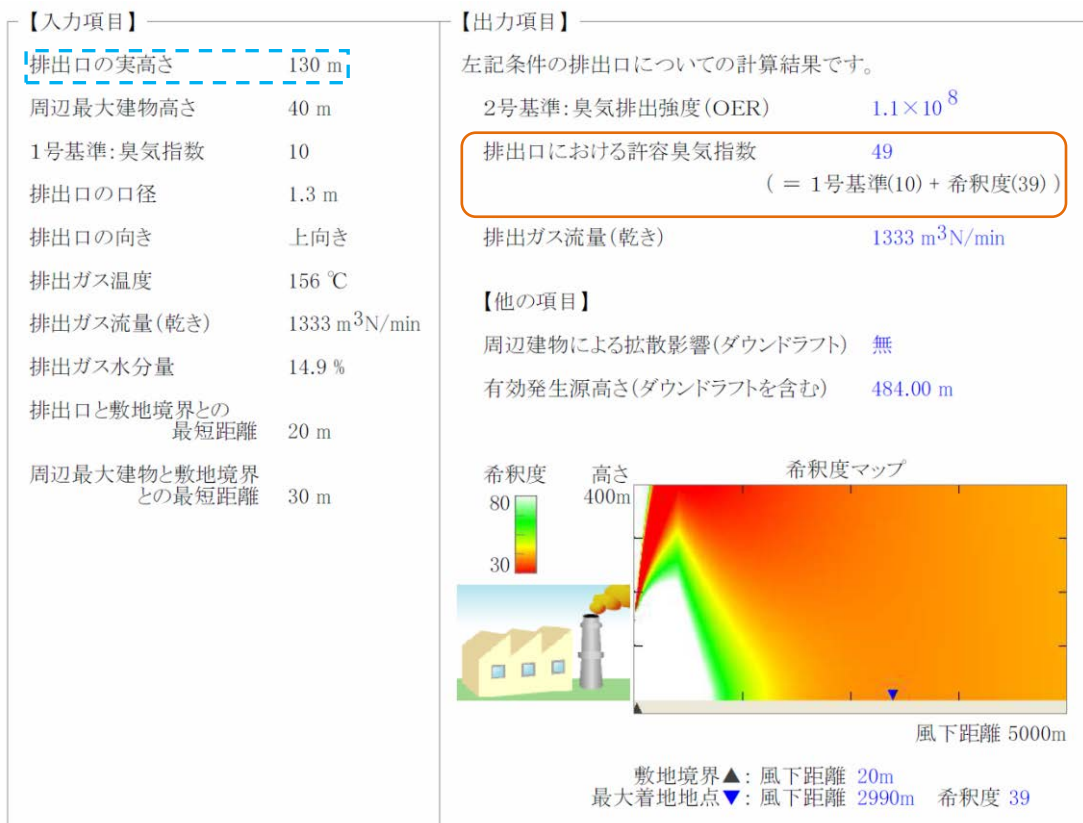 【入力項目】
排出口の実高さ 130 m
周辺最大建物高さ 40 m
1号基準:臭気指数 10
排出口の口径 1.3 m
排出口の向き 上向き
排出ガス温度 156 ℃
排出ガス流量(乾き) 1333 m³N/min
排出ガス水分量 14.9 %
排出口と敷地境界との
最短距離 20 m
周辺最大建物と敷地境界
との最短距離 30 m
【出力項目】
左記条件の排出口についての計算結果です。
2号基準:臭気排出強度(OER) 1.1×10⁸
排出口における許容臭気指数 49
( = 1号基準(10) + 希釈度(39) )
排出ガス流量(乾き) 1333 m³N/min
【他の項目】
周辺建物による拡散影響(ダウンドラフト) 無
有効発生源高さ(ダウンドラフトを含む) 484.00 m
希釈度 高さ 希釈度マップ
80 400m
30
風下距離 5000m
敷地境界▲: 風下距離 20m
最大着地地点▼: 風下距離 2990m 希釈度 39